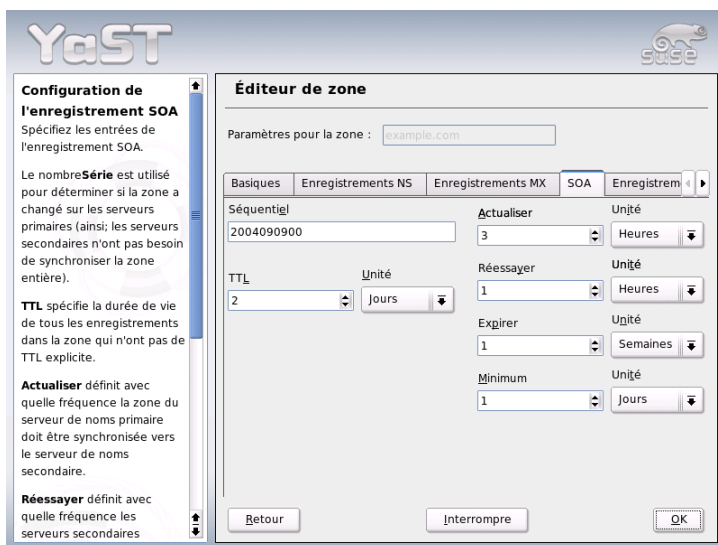 YaST
SUSE
Configuration de
l'enregistrement SOA
Spécifiez les entrées de
l'enregistrement SOA.
Le nombreSérie est utilisé
pour déterminer si la zone a
changé sur les serveurs
primaires (ainsi; les serveurs
secondaires n'ont pas besoin
de synchroniser la zone
entière).
TTL spécifie la durée de vie
de tous les enregistrements
dans la zone qui n'ont pas de
TTL explicite.
Actualiser définit avec
quelle fréquence la zone du
serveur de noms primaire
doit être synchronisée vers
le serveur de noms
secondaire.
Réessayer définit avec
quelle fréquence les
serveurs secondaires
Éditeur de zone
Paramètres pour la zone : example.com
Basiques Enregistrements NS Enregistrements MX SOA Enregistrem
Séquentiel
2004090900
TTL Unité
2 Jours
Actualiser Unité
3 Heures
Réessayer Unité
1 Heures
Expirer Unité
1 Semaines
Minimum Unité
1 Jours
Retour Interrompre OK